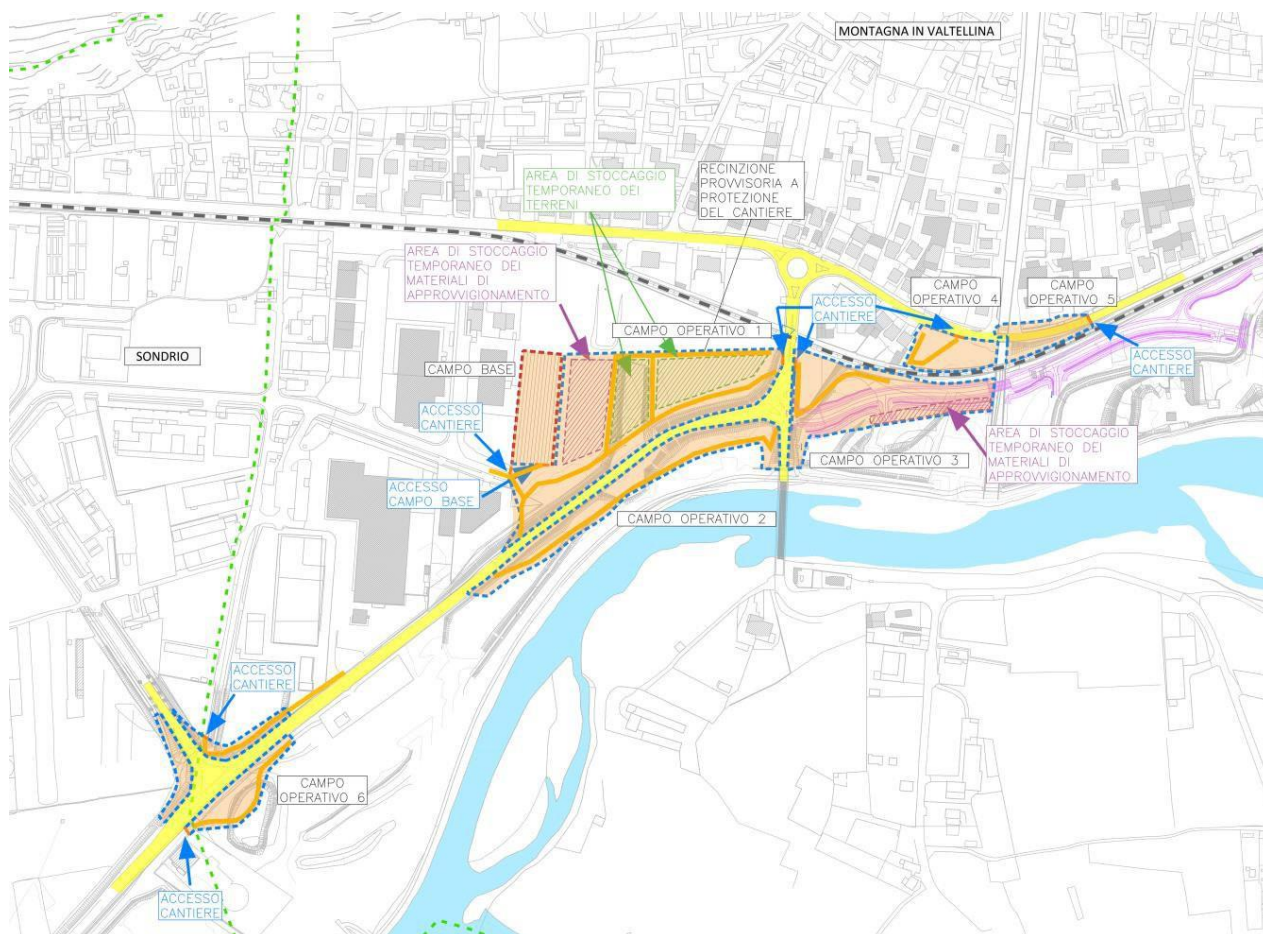 MONTAGNA IN VALTELLINA
AREA DI STOCCAGGIO
TEMPORANEO DEI
TERRENI
RECINZIONE
PROVVISORIA A
PROTEZIONE
DEL CANTIERE
AREA DI STOCCAGGIO
TEMPORANEO DEI
MATERIALI DI
APPROVVIGIONAMENTO
CAMPO
OPERATIVO 4
CAMPO
OPERATIVO 5
ACCESSO
CANTIERE
CAMPO OPERATIVO 1
SONDRIO
CAMPO BASE
ACCESSO
CANTIERE
ACCESSO
CANTIERE
ACCESSO
CAMPO BASE
AREA DI STOCCAGGIO
TEMPORANEO DEI
MATERIALI DI
APPROVVIGIONAMENTO
CAMPO OPERATIVO 3
CAMPO OPERATIVO 2
ACCESSO
CANTIERE
CAMPO
OPERATIVO 6
ACCESSO
CANTIERE